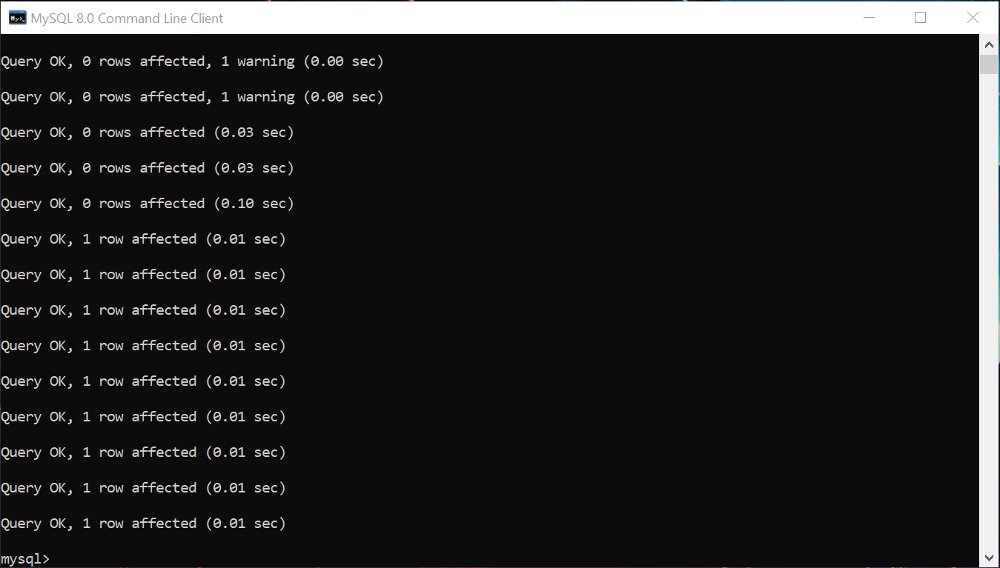 MySQL 8.0 Command Line Client
Query OK, 0 rows affected, 1 warning (0.00 sec)
Query OK, 0 rows affected, 1 warning (0.00 sec)
Query OK, 0 rows affected (0.03 sec)
Query OK, 0 rows affected (0.03 sec)
Query OK, 0 rows affected (0.10 sec)
Query OK, 1 row affected (0.01 sec)
Query OK, 1 row affected (0.01 sec)
Query OK, 1 row affected (0.01 sec)
Query OK, 1 row affected (0.01 sec)
Query OK, 1 row affected (0.01 sec)
Query OK, 1 row affected (0.01 sec)
Query OK, 1 row affected (0.01 sec)
Query OK, 1 row affected (0.01 sec)
Query OK, 1 row affected (0.01 sec)
mysql>